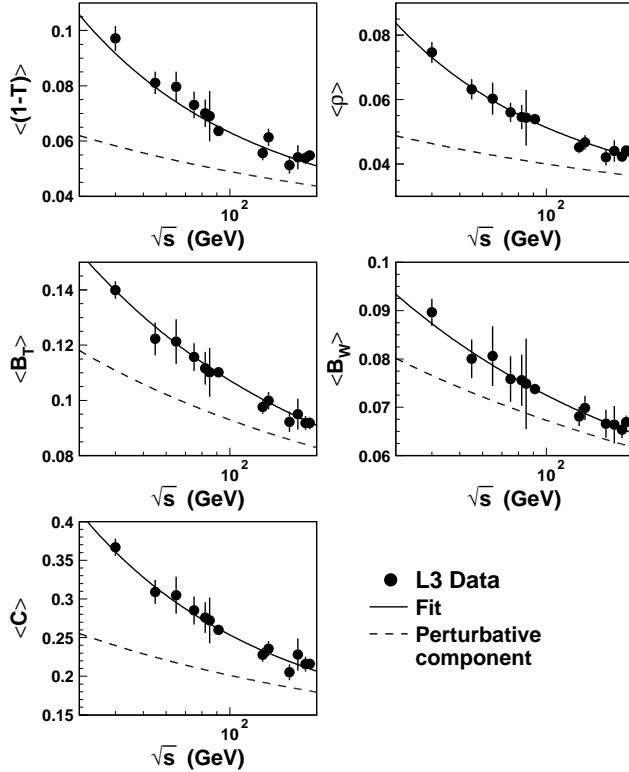 <(1-T)>
0.1
0.08
0.06
0.04
10²
√s (GeV)
<ρ>
0.08
0.06
0.04
10²
√s (GeV)
<B_T>
0.14
0.12
0.1
0.08
10²
√s (GeV)
<B_W>
0.1
0.09
0.08
0.07
0.06
10²
√s (GeV)
<C>
0.4
0.35
0.3
0.25
0.2
0.15
10²
√s (GeV)
L3 Data
Fit
Perturbative
component